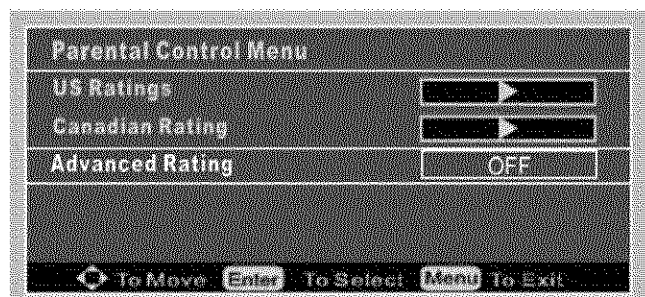 Parental Control Menu
US Ratings
Canadian Rating
Advanced Rating OFF
To Move Enter To Select Menu To Exit